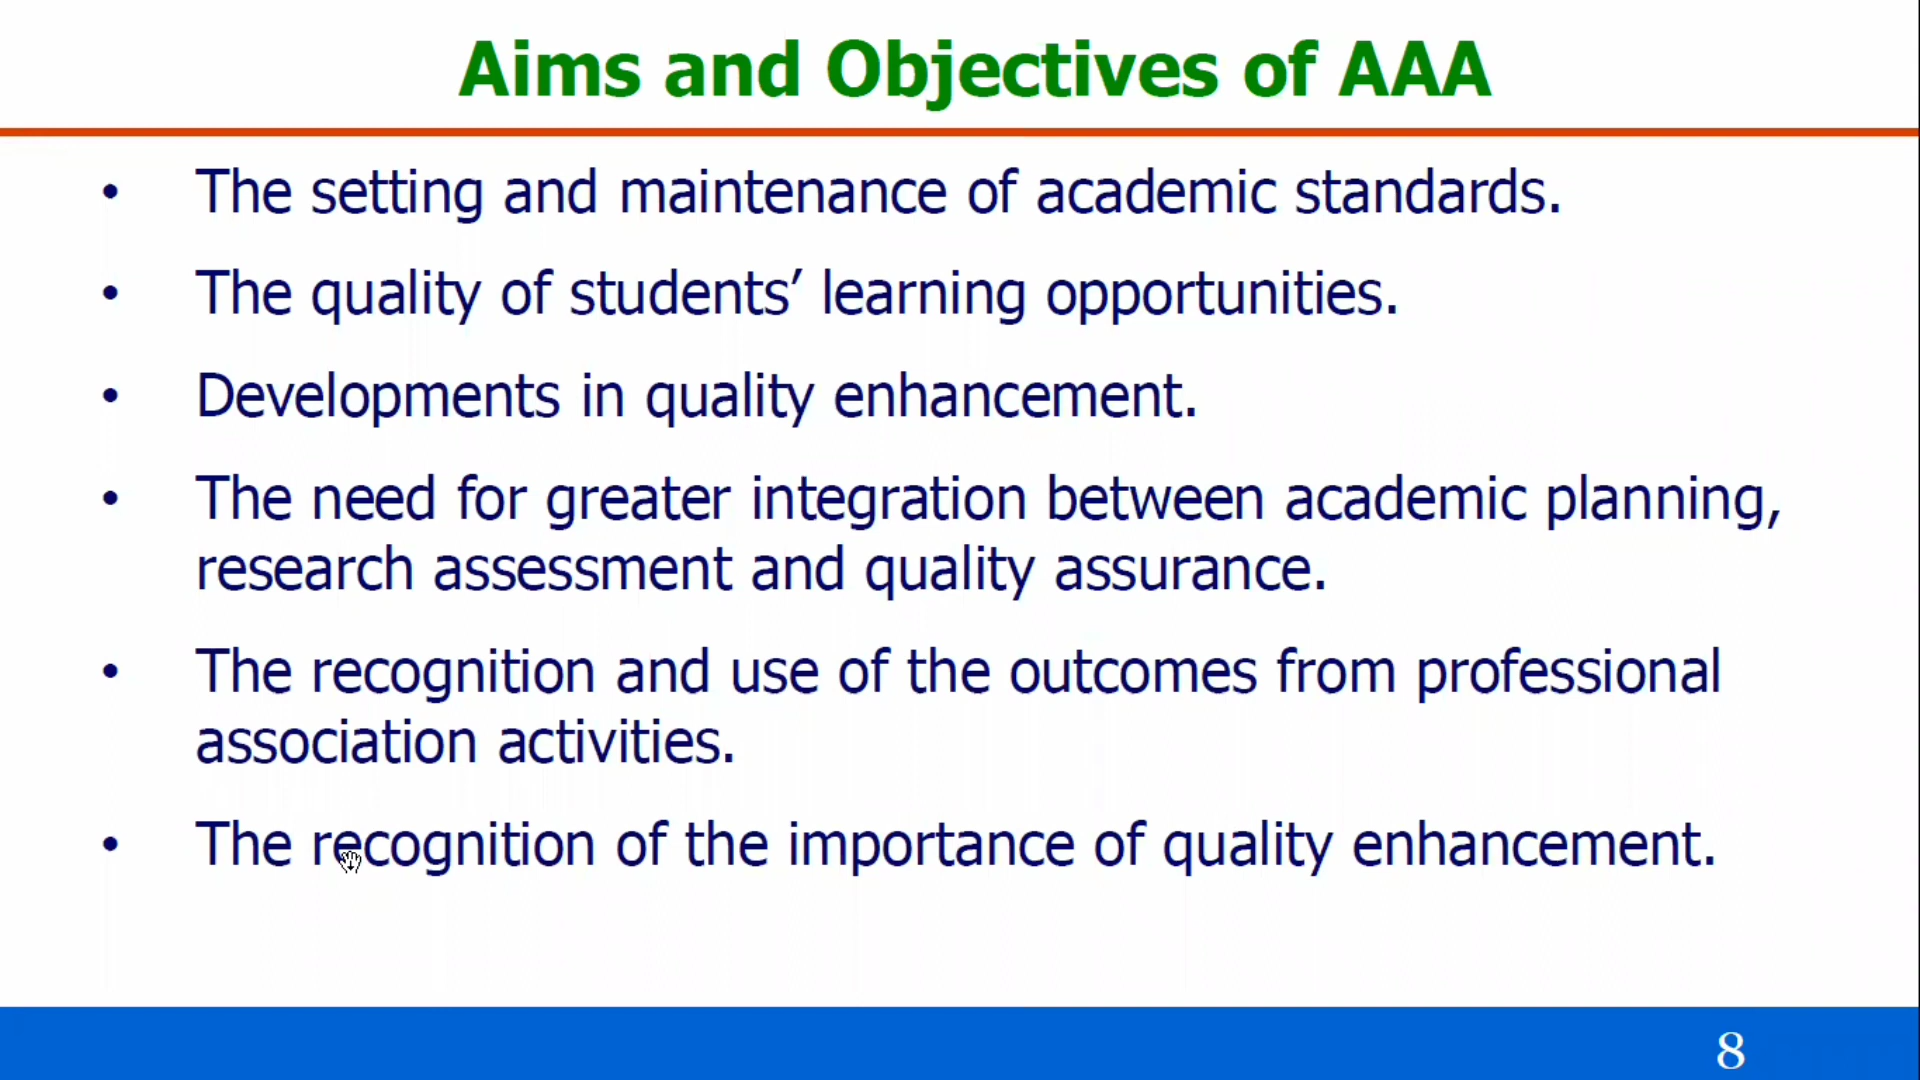 Aims and Objectives of AAA
• The setting and maintenance of academic standards.
• The quality of students’ learning opportunities.
• Developments in quality enhancement.
• The need for greater integration between academic planning,
research assessment and quality assurance.
• The recognition and use of the outcomes from professional
association activities.
• The recognition of the importance of quality enhancement.
8